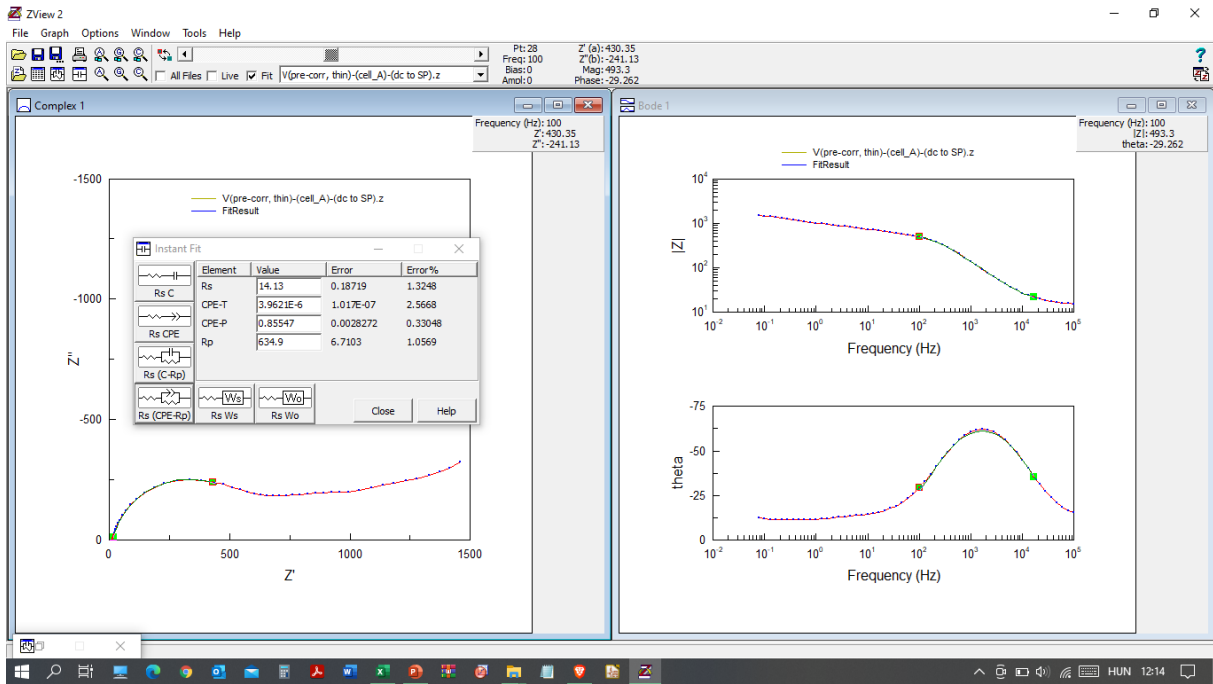 ZView 2
File Graph Options Window Tools Help
Pt: 28 Z' (a): 430.35
Freq: 100 Z"(b): -241.13
Bias: 0 Mag: 493.3
Ampl: 0 Phase: -29.262
All Files Live Fit V(pre-corr, thin)-(cell_A)-(dc to SP).z
Complex 1
Frequency (Hz): 100
Z': 430.35
Z": -241.13
V(pre-corr, thin)-(cell_A)-(dc to SP).z
FitResult
-1500
-1000
-500
0
Z"
0 500 1000 1500
Z'
Instant Fit
Element Value Error Error%
Rs 14.13 0.18719 1.3248
CPE-T 3.9621E-6 1.017E-07 2.5668
CPE-P 0.85547 0.0028272 0.33048
Rp 634.9 6.7103 1.0569
Rs C
Rs CPE
Rs (C-Rp)
Rs (CPE-Rp) Rs Ws Rs Wo
Ws Wo
Close Help
Bode 1
Frequency (Hz): 100
|Z|: 493.3
theta: -29.262
V(pre-corr, thin)-(cell_A)-(dc to SP).z
FitResult
10⁴
10³
10²
10¹
|Z|
10⁻² 10⁻¹ 10⁰ 10¹ 10² 10³ 10⁴ 10⁵
Frequency (Hz)
-75
-50
-25
0
theta
10⁻² 10⁻¹ 10⁰ 10¹ 10² 10³ 10⁴ 10⁵
Frequency (Hz)
HUN 12:14